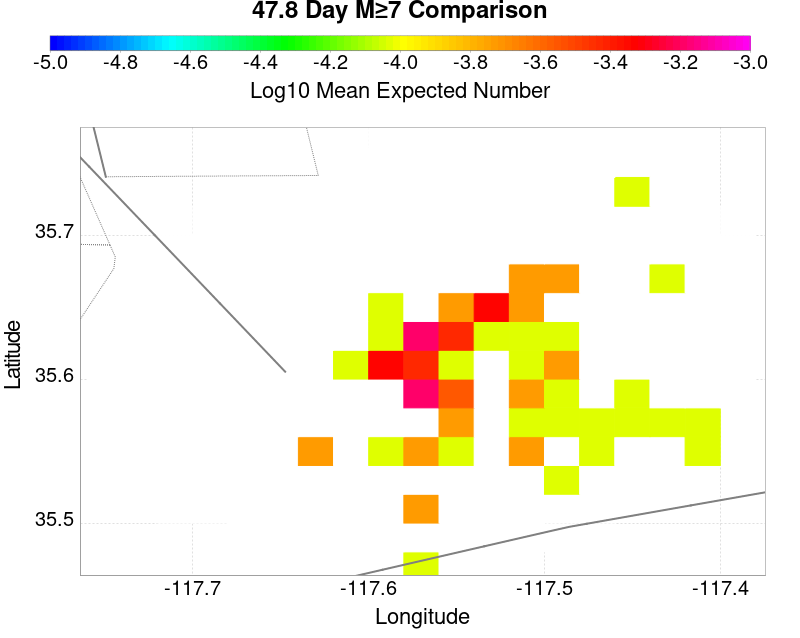 47.8 Day M≥7 Comparison
-5.0 -4.8 -4.6 -4.4 -4.2 -4.0 -3.8 -3.6 -3.4 -3.2 -3.0
Log10 Mean Expected Number
35.7
35.6
35.5
Latitude
-117.7 -117.6 -117.5 -117.4
Longitude